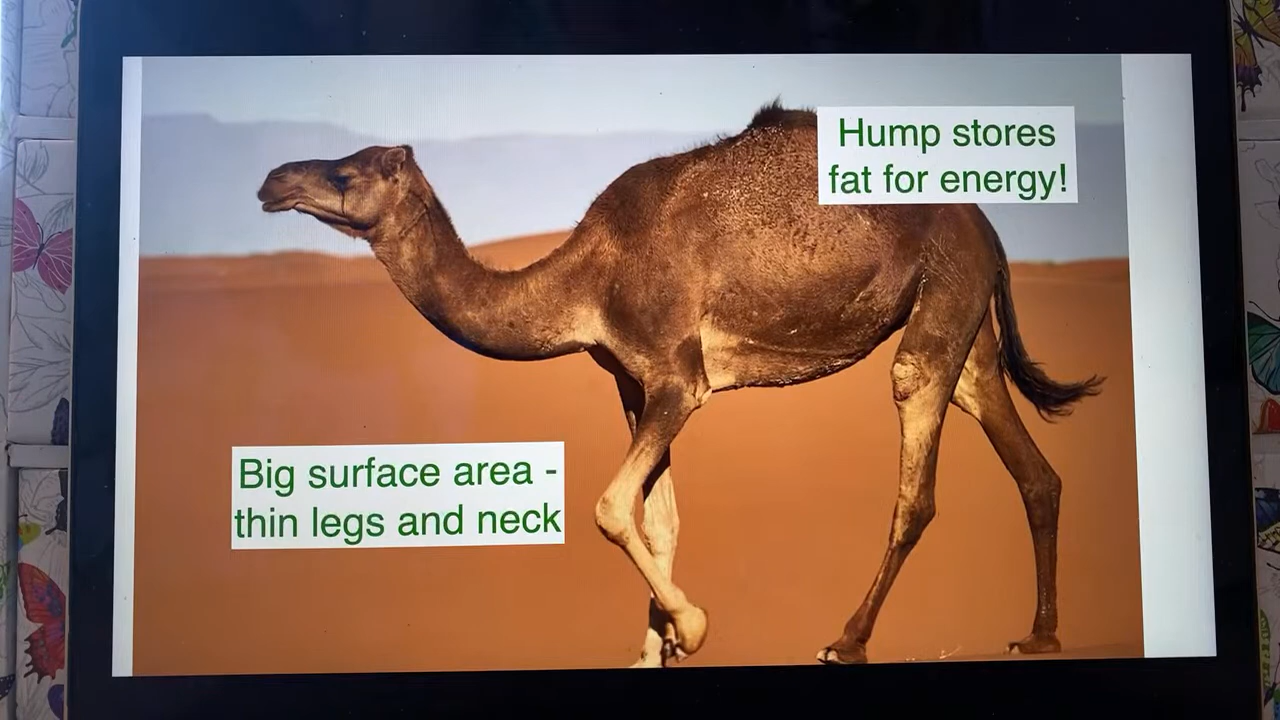 Hump stores
fat for energy!
Big surface area -
thin legs and neck